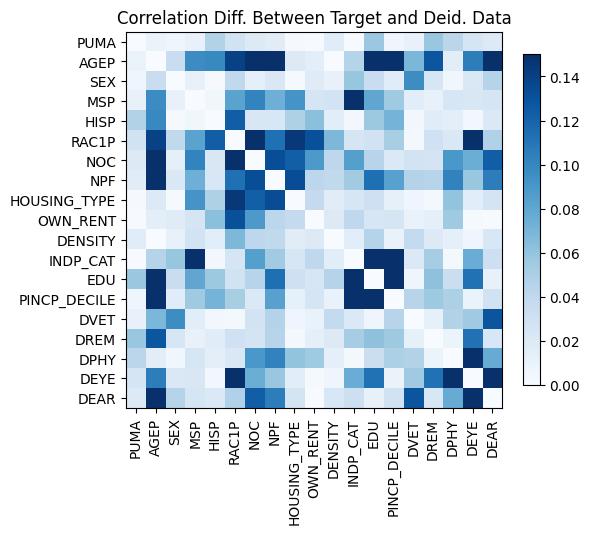 Correlation Diff. Between Target and Deid. Data
PUMA
AGEP
SEX
MSP
HISP
RAC1P
NOC
NPF
HOUSING_TYPE
OWN_RENT
DENSITY
INDP_CAT
EDU
PINCP_DECILE
DVET
DREM
DPHY
DEYE
DEAR
PUMA
AGEP
SEX
MSP
HISP
RAC1P
NOC
NPF
HOUSING_TYPE
OWN_RENT
DENSITY
INDP_CAT
EDU
PINCP_DECILE
DVET
DREM
DPHY
DEYE
DEAR
0.14
0.12
0.10
0.08
0.06
0.04
0.02
0.00